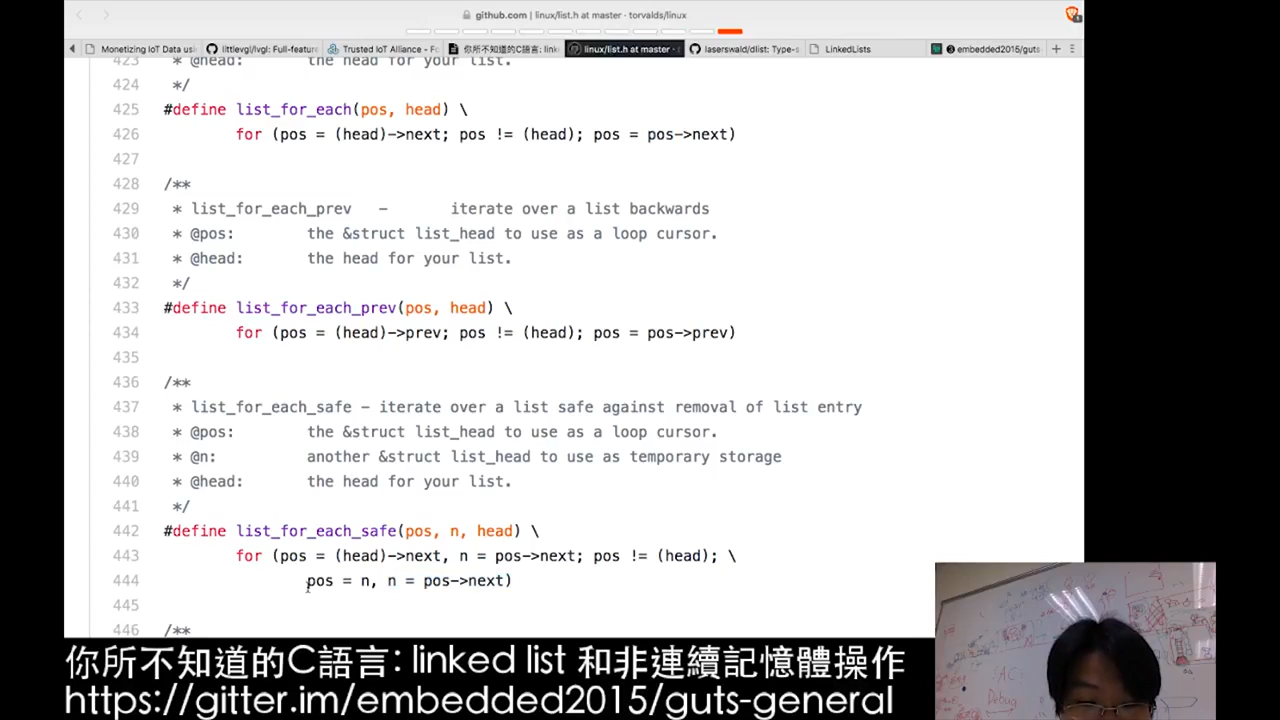 github.com | linux/list.h at master · torvalds/linux
Monetizing IoT Data usi
littlevgl/lvgl: Full-feature
Trusted IoT Alliance - Fo
你所不知道的C語言: link
linux/list.h at master ·
laserswald/dlist: Type-s
LinkedLists
embedded2015/guts
423 * @head: the head for your list.
424 */
425 #define list_for_each(pos, head) \
426 for (pos = (head)->next; pos != (head); pos = pos->next)
427
428 /**
429 * list_for_each_prev - iterate over a list backwards
430 * @pos: the &struct list_head to use as a loop cursor.
431 * @head: the head for your list.
432 */
433 #define list_for_each_prev(pos, head) \
434 for (pos = (head)->prev; pos != (head); pos = pos->prev)
435
436 /**
437 * list_for_each_safe - iterate over a list safe against removal of list entry
438 * @pos: the &struct list_head to use as a loop cursor.
439 * @n: another &struct list_head to use as temporary storage
440 * @head: the head for your list.
441 */
442 #define list_for_each_safe(pos, n, head) \
443 for (pos = (head)->next, n = pos->next; pos != (head); \
444 pos = n, n = pos->next)
445
446 /**
AC:
Debug
你所不知道的C語言: linked list 和非連續記憶體操作
https://gitter.im/embedded2015/guts-general